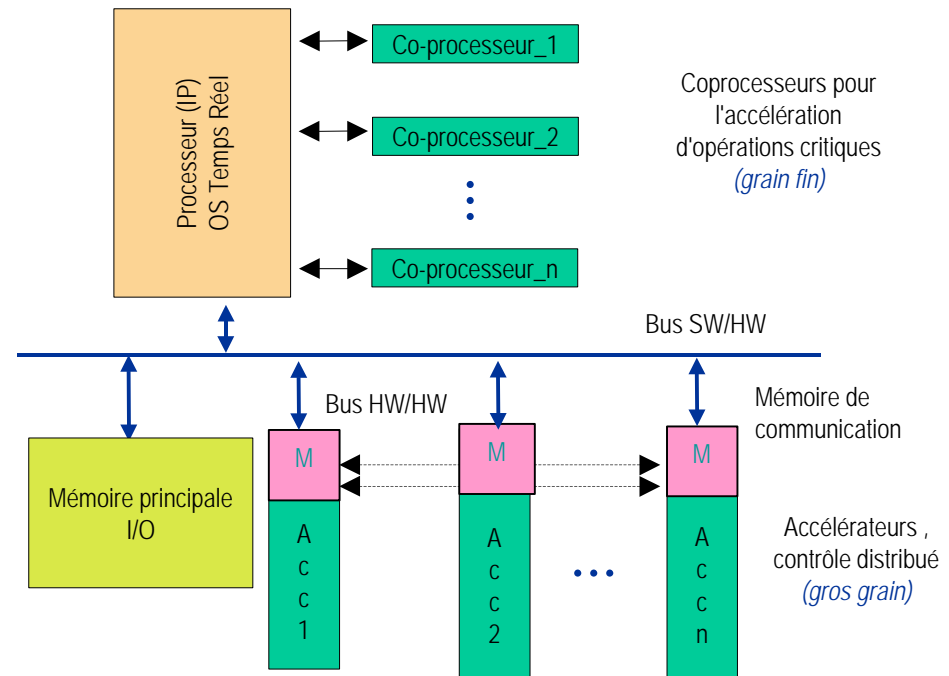 Processeur (IP)
OS Temps Réel
Co-processeur_1
Co-processeur_2
Co-processeur_n
Coprocesseurs pour
l'accélération
d'opérations critiques
(grain fin)
Bus SW/HW
Bus HW/HW
Mémoire de
communication
Mémoire principale
I/O
M
M
M
A
c
c
1
A
c
c
2
A
c
c
n
Accélérateurs ,
contrôle distribué
(gros grain)